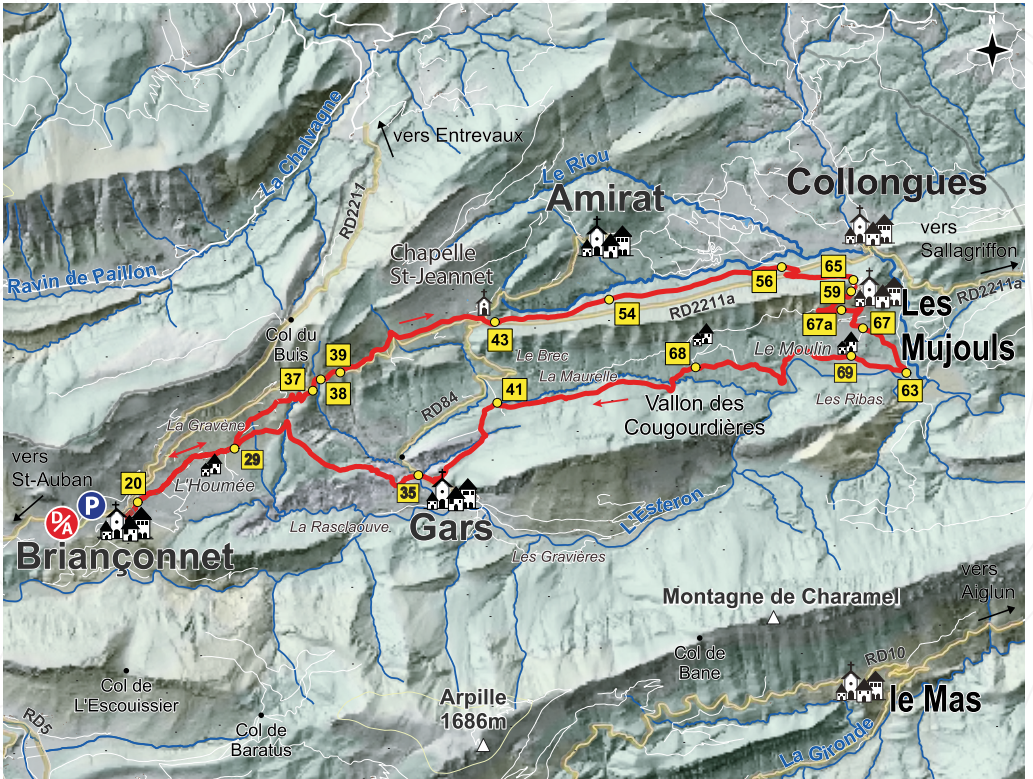 N
vers Entrevaux
La Chalvagne
RD2211
Le Riou
Amirat
Collongues
vers
Sallagriffon
Ravin de Paillon
Chapelle
St-Jeannet
56
65
59
RD2211a
Les
Mujouls
54
RD2211a
67a
67
43
Col du
Buis
39
37
38
Le Brec
68
Le Moulin
69
63
La Maurelle
41
Les Ribas
RD84
Vallon des
Cougourdières
La Gravène
29
vers
St-Auban
L'Houmée
20
35
P
D/A
Briançonnet
La Rasclaouve
Gars
L'Esteron
Les Gravières
vers
Aiglun
Montagne de Charamel
Col de
Bane
RD10
le Mas
Col de
L'Escouissier
Arpille
1686m
RD5
Col de
Baratus
La Gironde